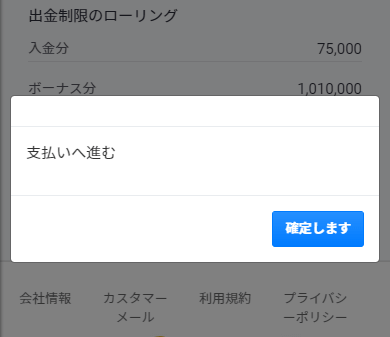 出金制限のローリング
入金分 75,000
ボーナス分 1,010,000
支払いへ進む
確定します
会社情報 カスタマー 利用規約 プライバシ
メール ーポリシー